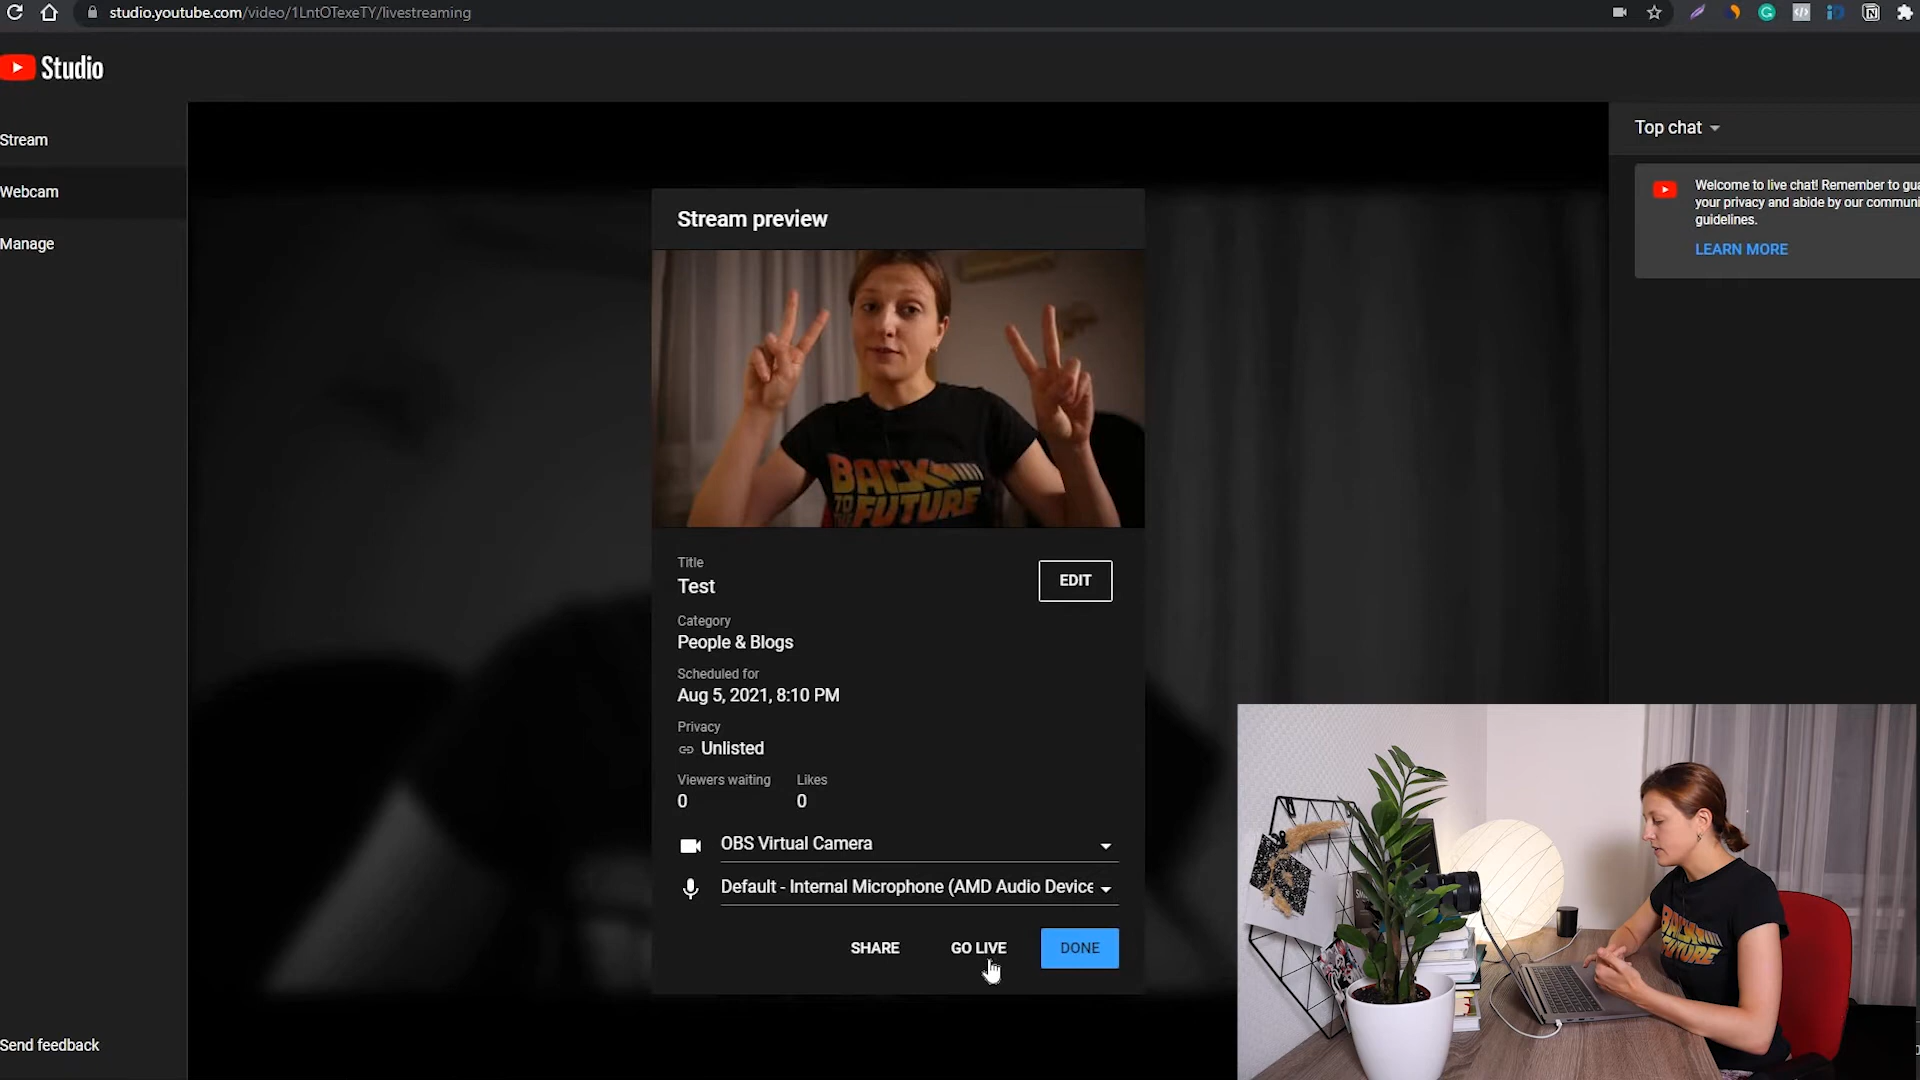 studio.youtube.com/video/1LntOTexeTY/livestreaming
Studio
Stream
Webcam
Manage
Send feedback
Top chat
Welcome to live chat! Remember to
your privacy and abide by our
guidelines.
LEARN MORE
Stream preview
BACK
TO THE
FUTURE
Title
Test
EDIT
Category
People & Blogs
Scheduled for
Aug 5, 2021, 8:10 PM
Privacy
Unlisted
Viewers waiting Likes
0 0
OBS Virtual Camera
Default - Internal Microphone (AMD Audio Device
SHARE GO LIVE DONE
BACK
FUTURE